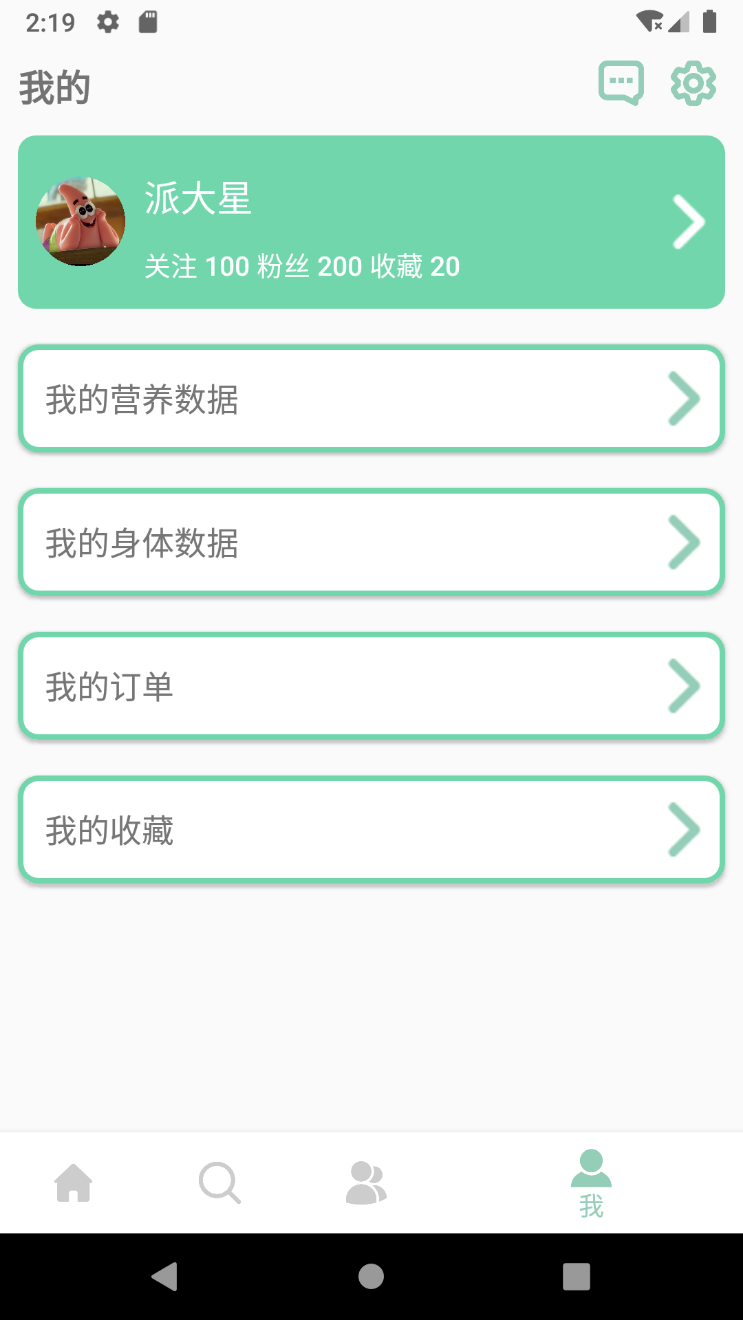 2:19
我的
派大星
关注 100 粉丝 200 收藏 20
我的营养数据
我的身体数据
我的订单
我的收藏
我